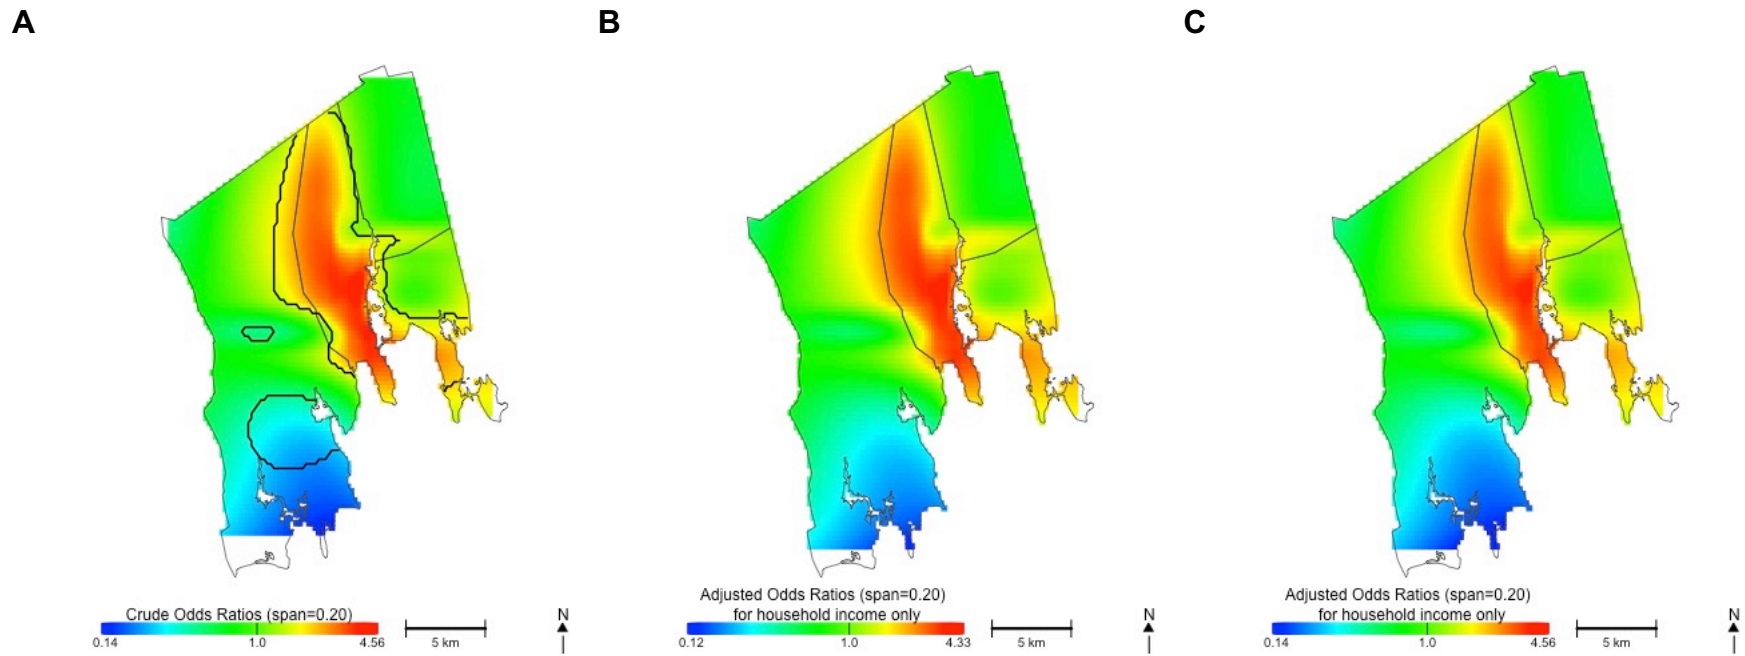 A
B
C
Crude Odds Ratios (span=0.20)
0.14 1.0 4.56
5 km
N
Adjusted Odds Ratios (span=0.20)
for household income only
0.12 1.0 4.33
5 km
N
Adjusted Odds Ratios (span=0.20)
for household income only
0.14 1.0 4.56
5 km
N